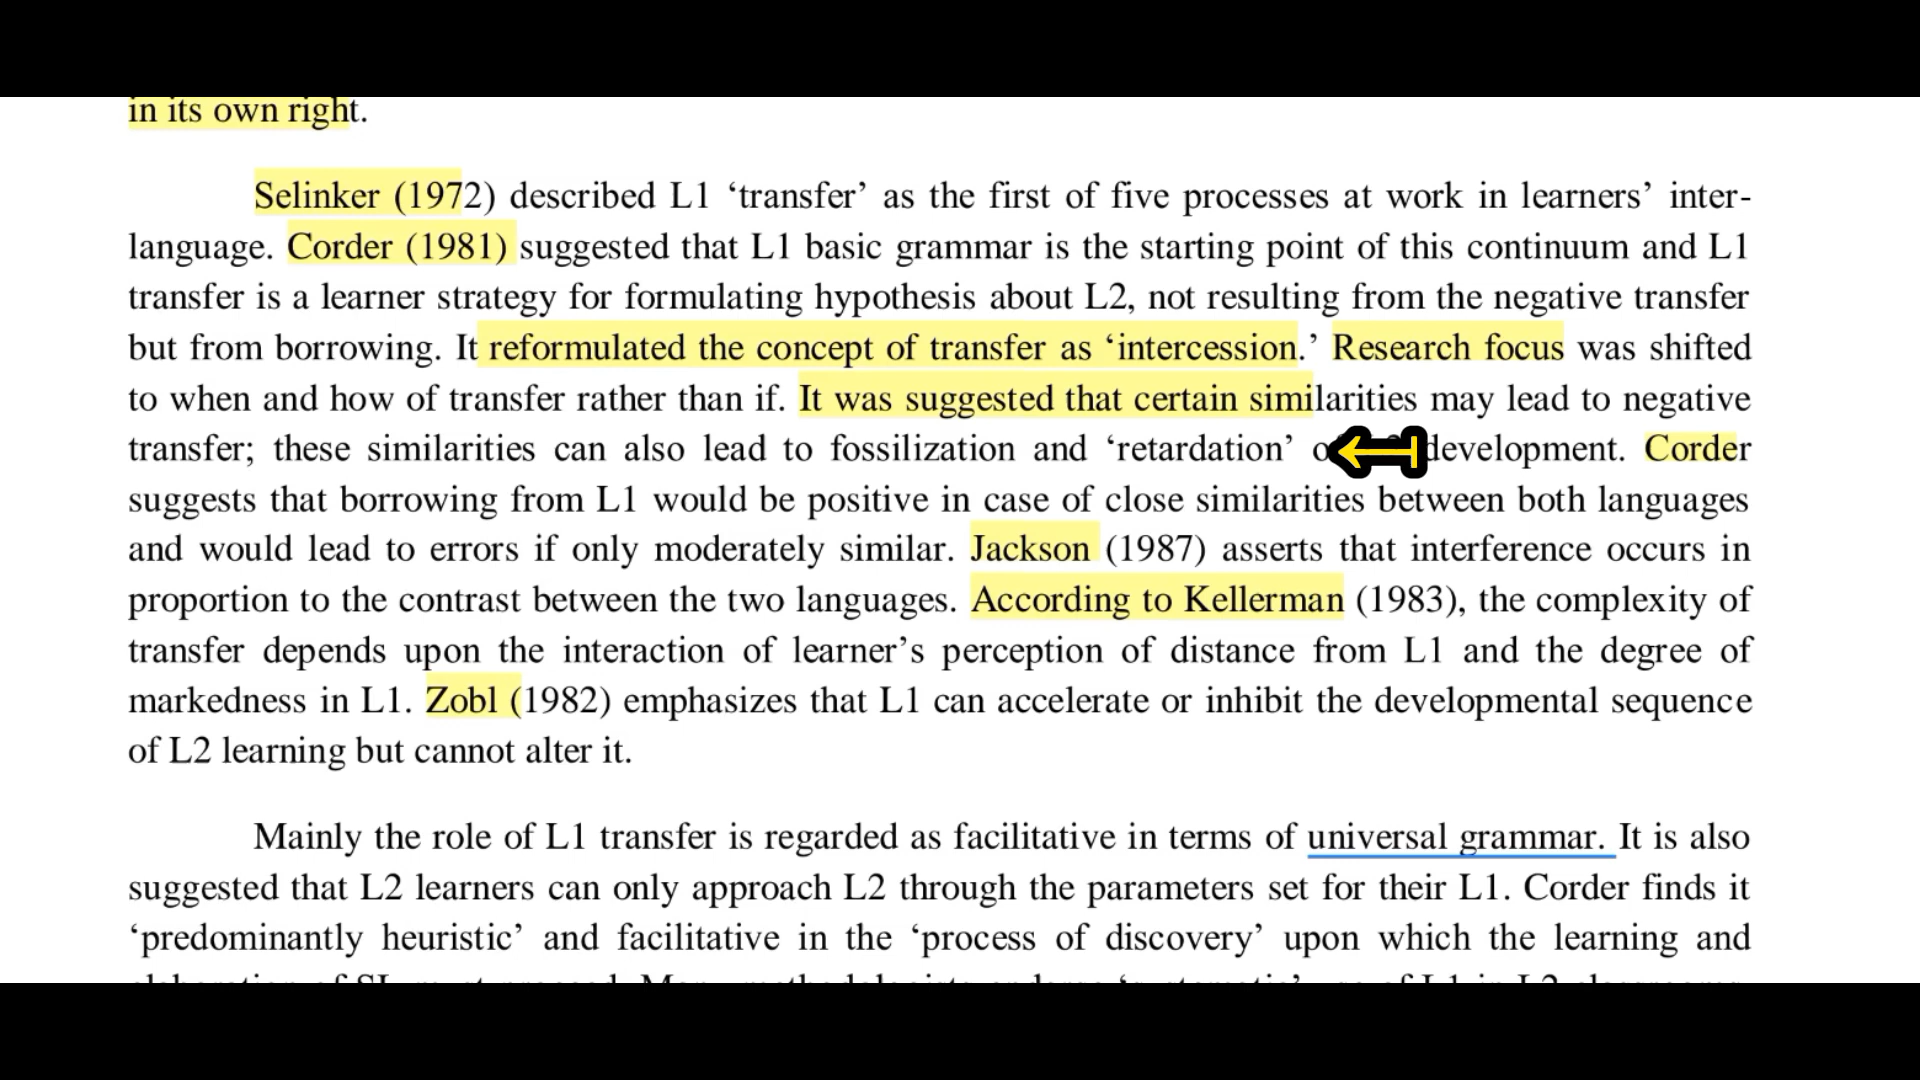 in its own right.
Selinker (1972) described L1 ‘transfer’ as the first of five processes at work in learners’ inter-
language. Corder (1981) suggested that L1 basic grammar is the starting point of this continuum and L1
transfer is a learner strategy for formulating hypothesis about L2, not resulting from the negative transfer
but from borrowing. It reformulated the concept of transfer as ‘intercession.’ Research focus was shifted
to when and how of transfer rather than if. It was suggested that certain similarities may lead to negative
transfer; these similarities can also lead to fossilization and ‘retardation’ development. Corder
suggests that borrowing from L1 would be positive in case of close similarities between both languages
and would lead to errors if only moderately similar. Jackson (1987) asserts that interference occurs in
proportion to the contrast between the two languages. According to Kellerman (1983), the complexity of
transfer depends upon the interaction of learner’s perception of distance from L1 and the degree of
markedness in L1. Zobl (1982) emphasizes that L1 can accelerate or inhibit the developmental sequence
of L2 learning but cannot alter it.
Mainly the role of L1 transfer is regarded as facilitative in terms of universal grammar. It is also
suggested that L2 learners can only approach L2 through the parameters set for their L1. Corder finds it
‘predominantly heuristic’ and facilitative in the ‘process of discovery’ upon which the learning and